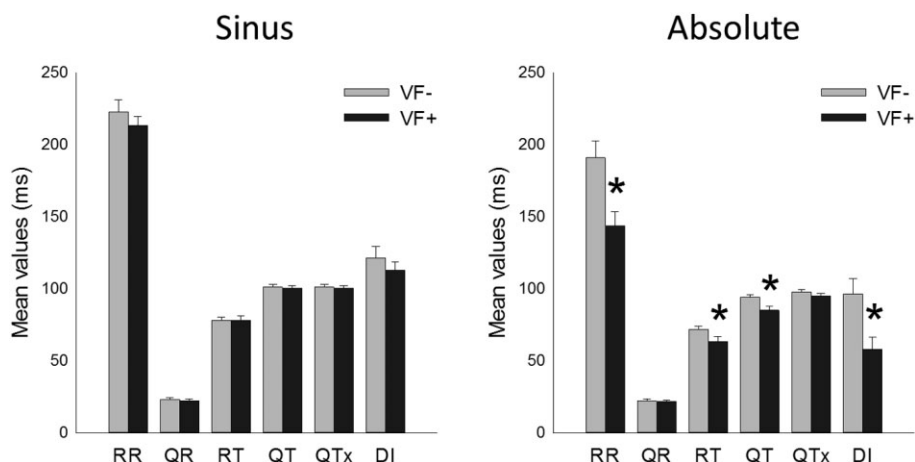 Sinus
Mean values (ms)
250
200
150
100
50
0
VF-
VF+
RR QR RT QT QTx DI
Absolute
Mean values (ms)
250
200
150
100
50
0
VF-
VF+
*
*
*
*
RR QR RT QT QTx DI